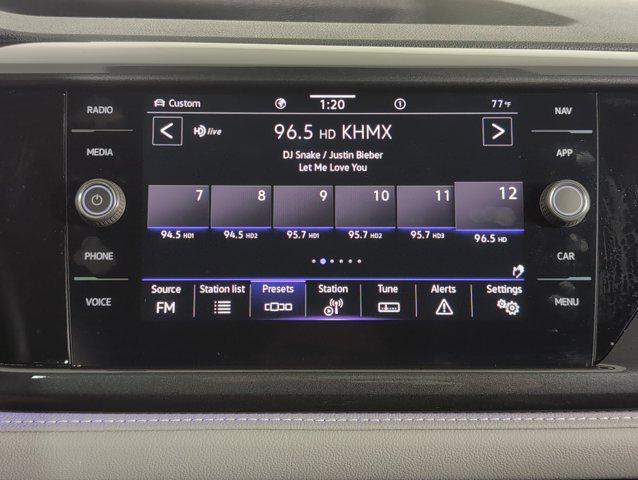 RADIO
MEDIA
PHONE
VOICE
Custom
1:20
1
77°F
HD live
96.5 HD KHMX
DJ Snake / Justin Bieber
Let Me Love You
7 8 9 10 11 12
94.5 HD1 94.5 HD2 95.7 HD1 95.7 HD2 95.7 HD3 96.5 HD
Source Station list Presets Station Tune Alerts Settings
FM
NAV
APP
CAR
MENU